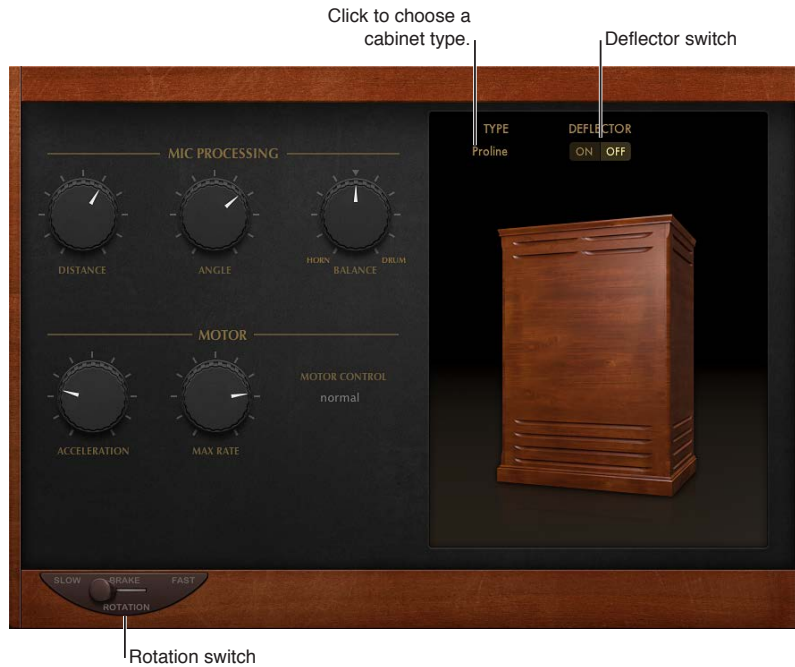 Click to choose a
cabinet type.
Deflector switch
TYPE
DEFLECTOR
Proline
ON
OFF
MIC PROCESSING
DISTANCE
ANGLE
HORN
DRUM
BALANCE
MOTOR
MOTOR CONTROL
normal
ACCELERATION
MAX RATE
SLOW
BRAKE
FAST
ROTATION
Rotation switch